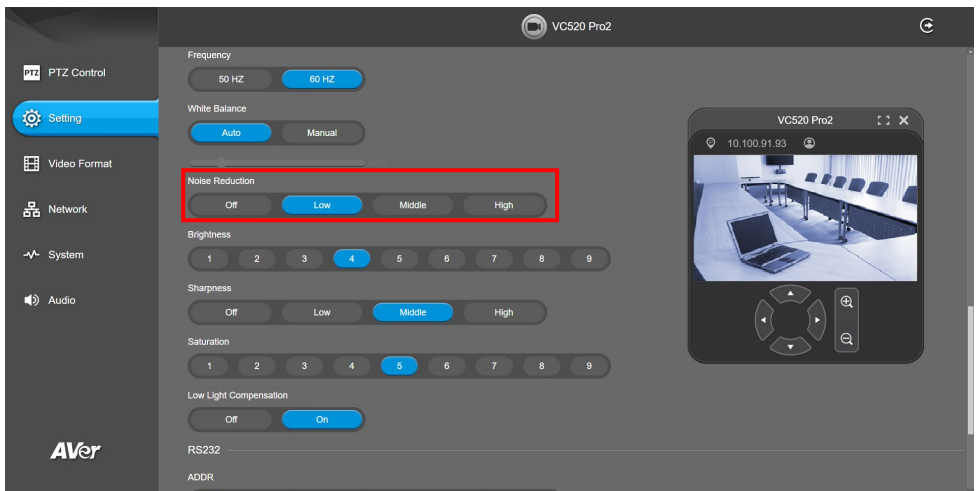 VC520 Pro2
PTZ PTZ Control
Setting
Video Format
Network
System
Audio
AVer
Frequency
50 HZ 60 HZ
White Balance
Auto Manual
Noise Reduction
Off Low Middle High
Brightness
1 2 3 4 5 6 7 8 9
Sharpness
Off Low Middle High
Saturation
1 2 3 4 5 6 7 8 9
Low Light Compensation
Off On
RS232
ADDR
VC520 Pro2
10.100.91.93